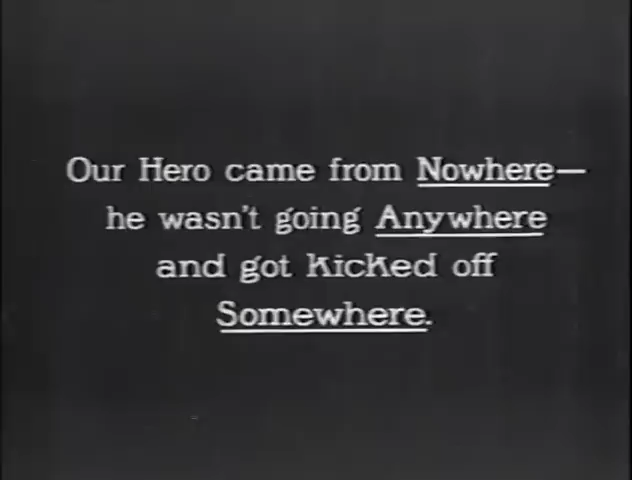 Our Hero came from Nowhere—
he wasn't going Anywhere
and got kicked off
Somewhere.